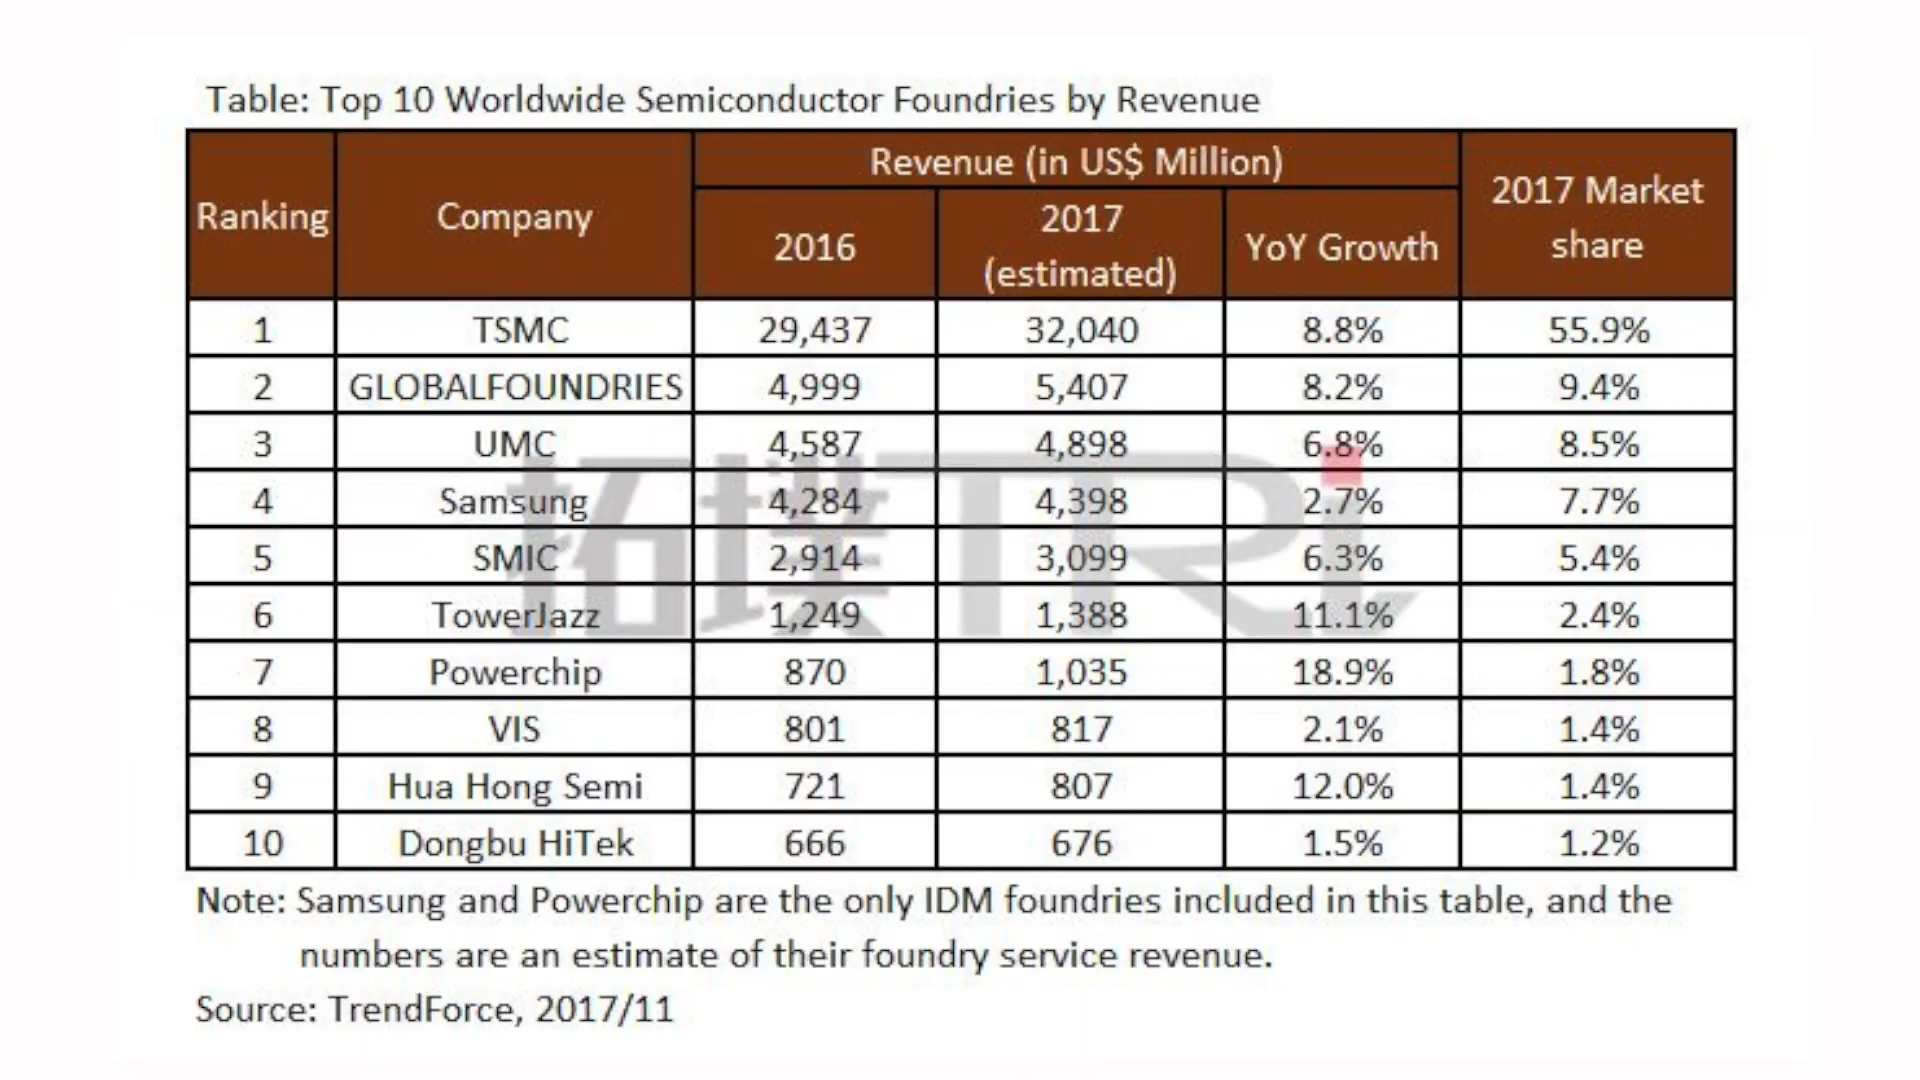 Table: Top 10 Worldwide Semiconductor Foundries by Revenue
Ranking Company Revenue (in US$ Million) 2017 Market share
2016 2017 (estimated) YoY Growth
1 TSMC 29,437 32,040 8.8% 55.9%
2 GLOBALFOUNDRIES 4,999 5,407 8.2% 9.4%
3 UMC 4,587 4,898 6.8% 8.5%
4 Samsung 4,284 4,398 2.7% 7.7%
5 SMIC 2,914 3,099 6.3% 5.4%
6 TowerJazz 1,249 1,388 11.1% 2.4%
7 Powerchip 870 1,035 18.9% 1.8%
8 VIS 801 817 2.1% 1.4%
9 Hua Hong Semi 721 807 12.0% 1.4%
10 Dongbu HiTek 666 676 1.5% 1.2%
拓墣TRi
Note: Samsung and Powerchip are the only IDM foundries included in this table, and the
numbers are an estimate of their foundry service revenue.
Source: TrendForce, 2017/11